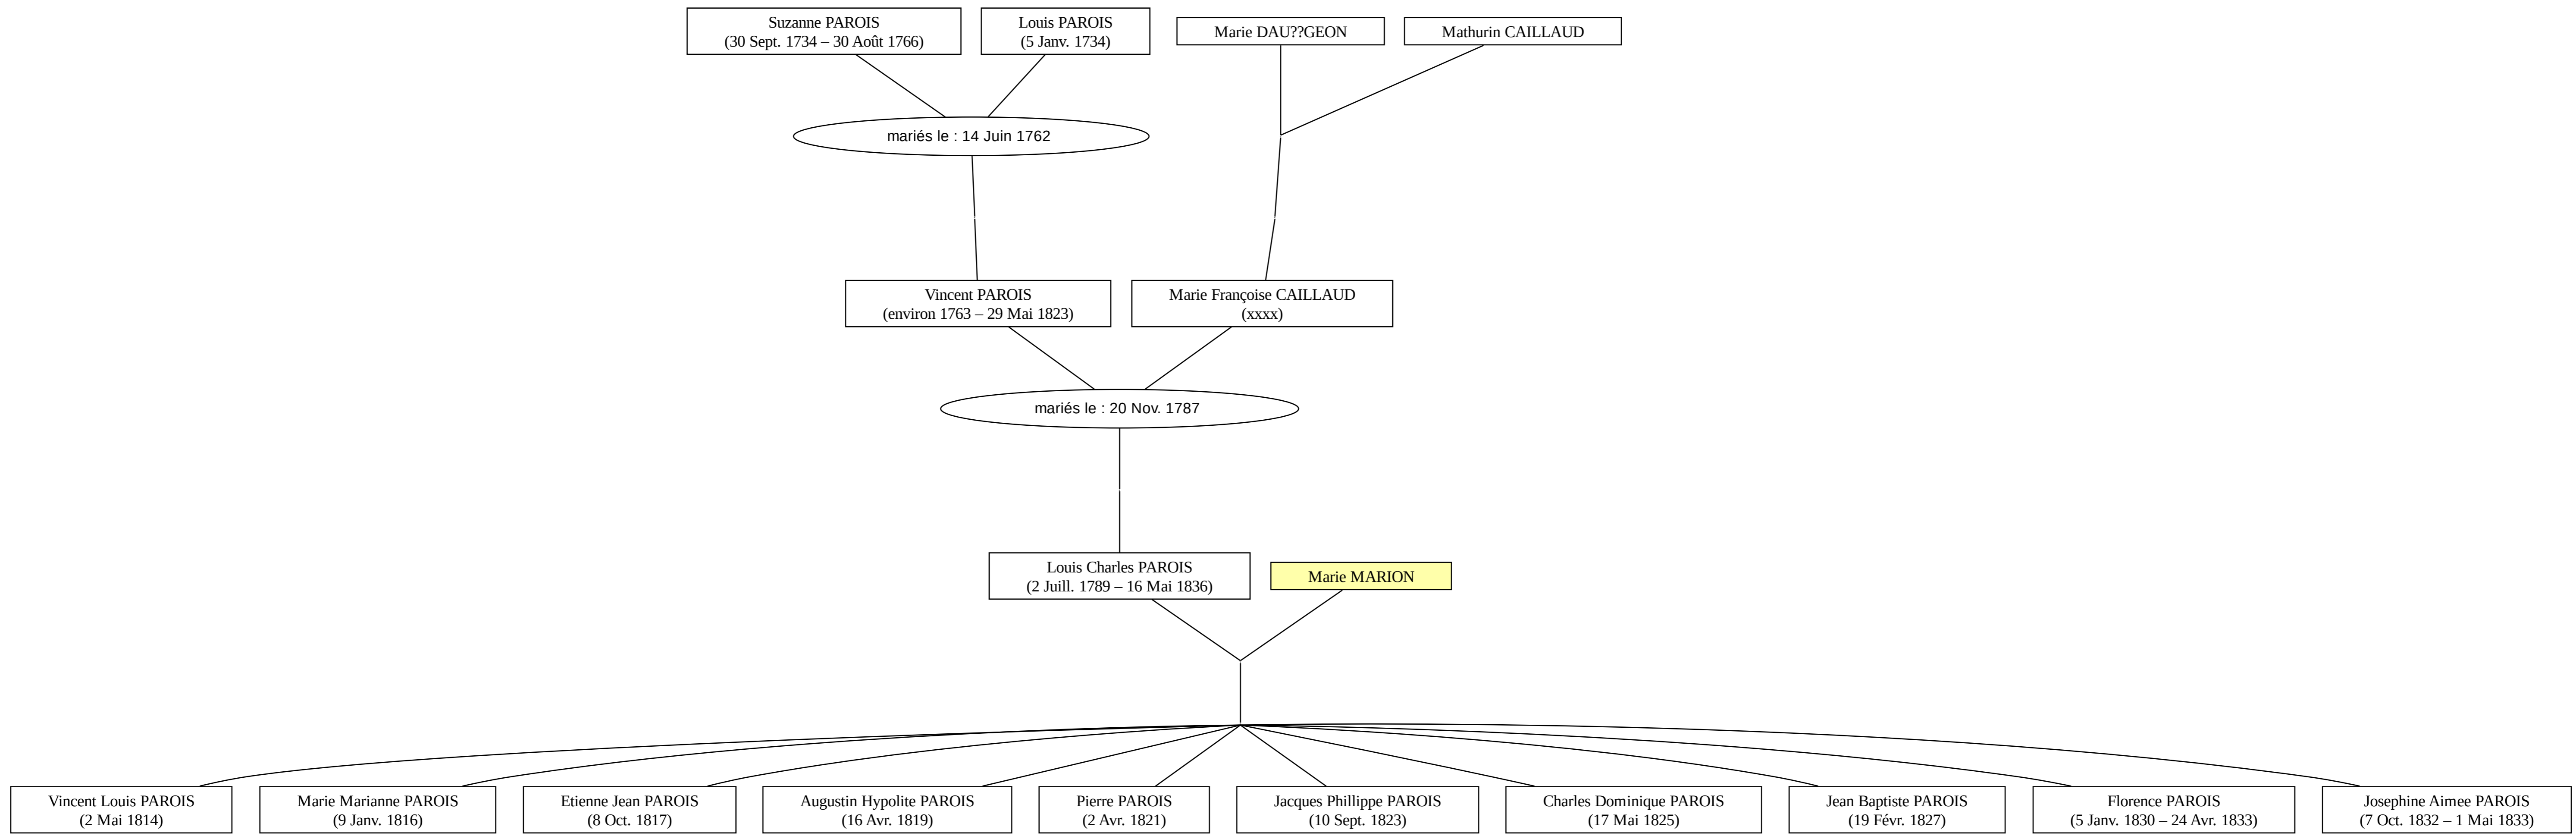 Suzanne PAROIS
(30 Sept. 1734 – 30 Août 1766)
Louis PAROIS
(5 Janv. 1734)
Marie DAU??GEON
Mathurin CAILLAUD
mariés le : 14 Juin 1762
Vincent PAROIS
(environ 1763 – 29 Mai 1823)
Marie Françoise CAILLAUD
(xxxx)
mariés le : 20 Nov. 1787
Louis Charles PAROIS
(2 Juill. 1789 – 16 Mai 1836)
Marie MARION
Vincent Louis PAROIS
(2 Mai 1814)
Marie Marianne PAROIS
(9 Janv. 1816)
Etienne Jean PAROIS
(8 Oct. 1817)
Augustin Hypolite PAROIS
(16 Avr. 1819)
Pierre PAROIS
(2 Avr. 1821)
Jacques Phillippe PAROIS
(10 Sept. 1823)
Charles Dominique PAROIS
(17 Mai 1825)
Jean Baptiste PAROIS
(19 Févr. 1827)
Florence PAROIS
(5 Janv. 1830 – 24 Avr. 1833)
Josephine Aimee PAROIS
(7 Oct. 1832 – 1 Mai 1833)